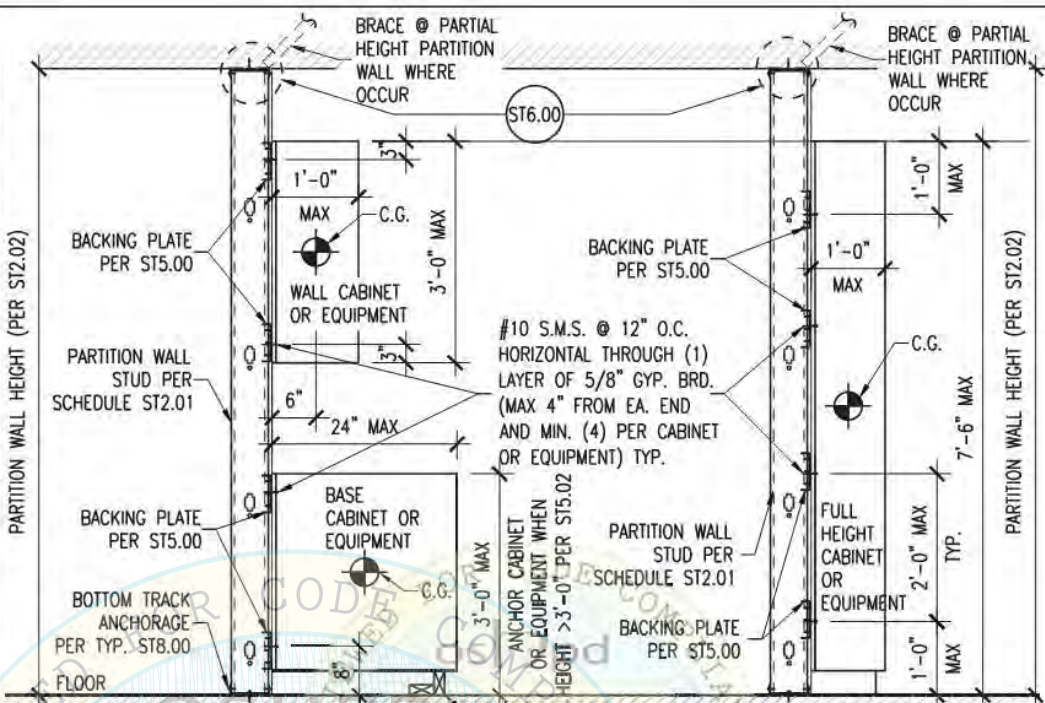 BRACE @ PARTIAL
HEIGHT PARTITION
WALL WHERE
OCCUR
BRACE @ PARTIAL
HEIGHT PARTITION
WALL WHERE
OCCUR
ST6.00
3"
1'-0"
MAX
C.G.
3'-0" MAX
BACKING PLATE
PER ST5.00
WALL CABINET
OR EQUIPMENT
3"
PARTITION WALL HEIGHT (PER ST2.02)
PARTITION WALL
STUD PER
SCHEDULE ST2.01
6"
24" MAX
#10 S.M.S. @ 12" O.C.
HORIZONTAL THROUGH (1)
LAYER OF 5/8" GYP. BRD.
(MAX 4" FROM EA. END
AND MIN. (4) PER CABINET
OR EQUIPMENT) TYP.
BACKING PLATE
PER ST5.00
BASE
CABINET OR
EQUIPMENT
C.G.
3'-0" MAX
8"
BOTTOM TRACK
ANCHORAGE
PER TYP. ST8.00
FLOOR
ANCHOR CABINET
OR EQUIPMENT WHEN
HEIGHT >3'-0" PER ST5.02
BACKING PLATE
PER ST5.00
1'-0"
MAX
1'-0"
MAX
C.G.
7'-6" MAX
PARTITION WALL HEIGHT (PER ST2.02)
PARTITION WALL
STUD PER
SCHEDULE ST2.01
FULL
HEIGHT
CABINET
OR
EQUIPMENT
2'-0" MAX
TYP.
BACKING PLATE
PER ST5.00
1'-0"
MAX
FOR CODE COM